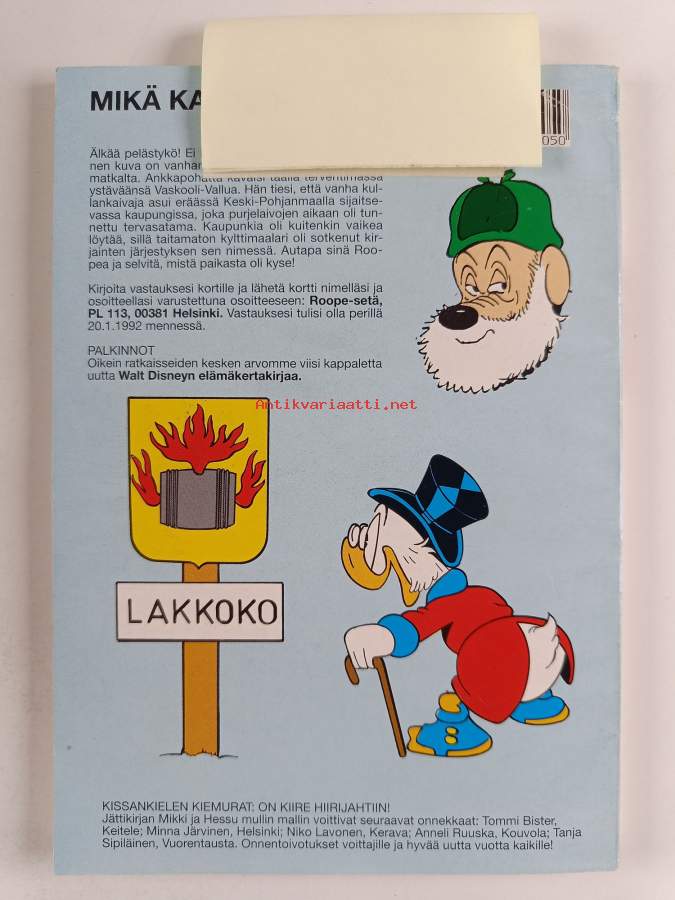 MIKÄ KA
050
Älkää pelästykö! Ei
nen kuva on vanhan
matkalta. Ankkapohatta kävaisi täällä tervehtimässä
ystäväänsä Vaskooli-Vallua. Hän tiesi, että vanha kul-
lankaivaja asui eräässä Keski-Pohjanmaalla sijaitse-
vassa kaupungissa, joka purjelaivojen aikaan oli tun-
nettu tervasatama. Kaupunkia oli kuitenkin vaikea
löytää, sillä taitamaton kylttimaalari oli sotkenut kir-
jainten järjestyksen sen nimessä. Autapa sinä Roo-
pea ja selvitä, mistä paikasta oli kyse!
Kirjoita vastauksesi kortille ja lähetä kortti nimelläsi ja
osoitteellasi varustettuna osoitteeseen: Roope-setä,
PL 113, 00381 Helsinki. Vastauksesi tulisi olla perillä
20.1.1992 mennessä.
PALKINNOT
Oikein ratkaisseiden kesken arvomme viisi kappaletta
uutta Walt Disneyn elämäkertakirjaa.
Antikvariaatti.net
LAKKOKO
KISSANKIELEN KIEMURAT: ON KIIRE HIIRIJAHTIIN!
Jättikirjan Mikki ja Hessu mullin mallin voittivat seuraavat onnekkaat: Tommi Bister,
Keitele; Minna Järvinen, Helsinki; Niko Lavonen, Kerava; Anneli Ruuska, Kouvola; Tanja
Sipiläinen, Vuorentausta. Onnentoivotukset voittajille ja hyvää uutta vuotta kaikille!